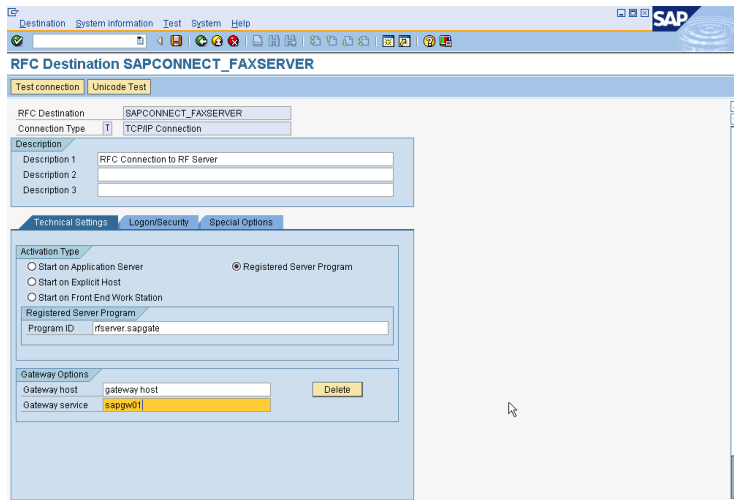 Destination System information Test System Help
SAP
RFC Destination SAPCONNECT_FAXSERVER
Test connection Unicode Test
RFC Destination SAPCONNECT_FAXSERVER
Connection Type T TCP/IP Connection
Description
Description 1 RFC Connection to RF Server
Description 2
Description 3
Technical Settings Logon/Security Special Options
Activation Type
Start on Application Server Registered Server Program
Start on Explicit Host
Start on Front End Work Station
Registered Server Program
Program ID rfserver.sapgate
Gateway Options
Gateway host gateway host Delete
Gateway service sapgw01